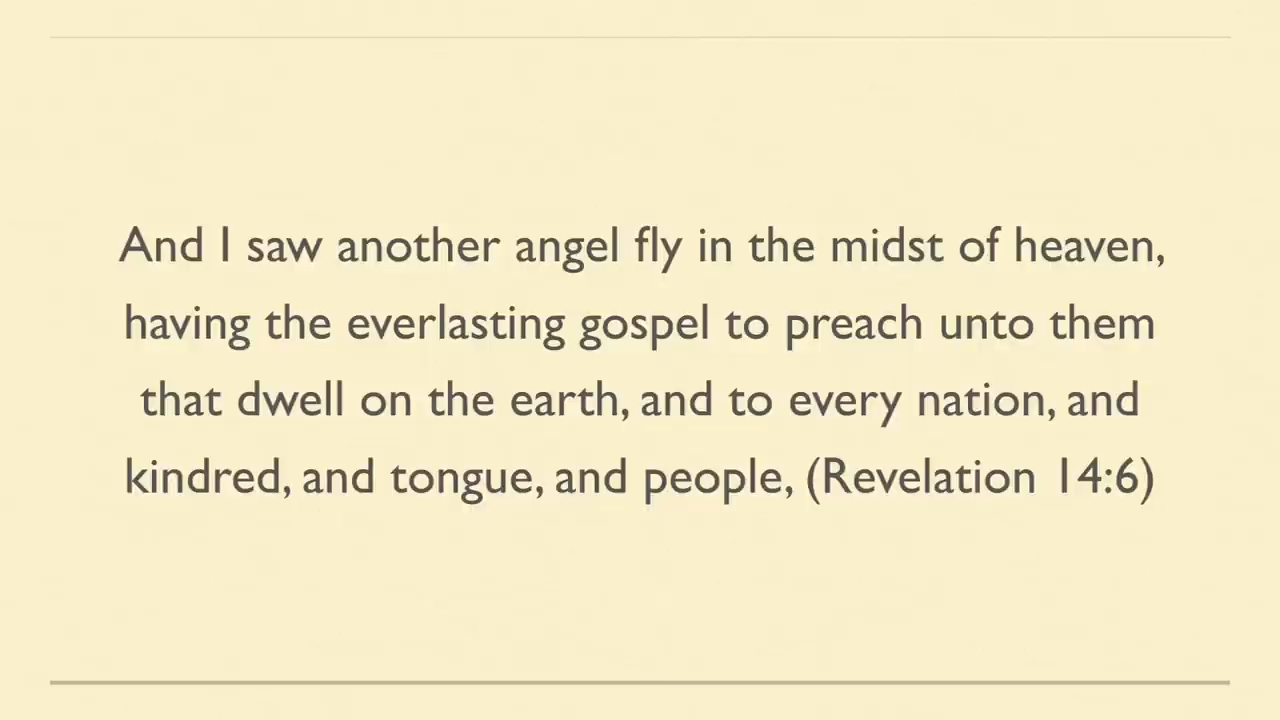 And I saw another angel fly in the midst of heaven,
having the everlasting gospel to preach unto them
that dwell on the earth, and to every nation, and
kindred, and tongue, and people, (Revelation 14:6)